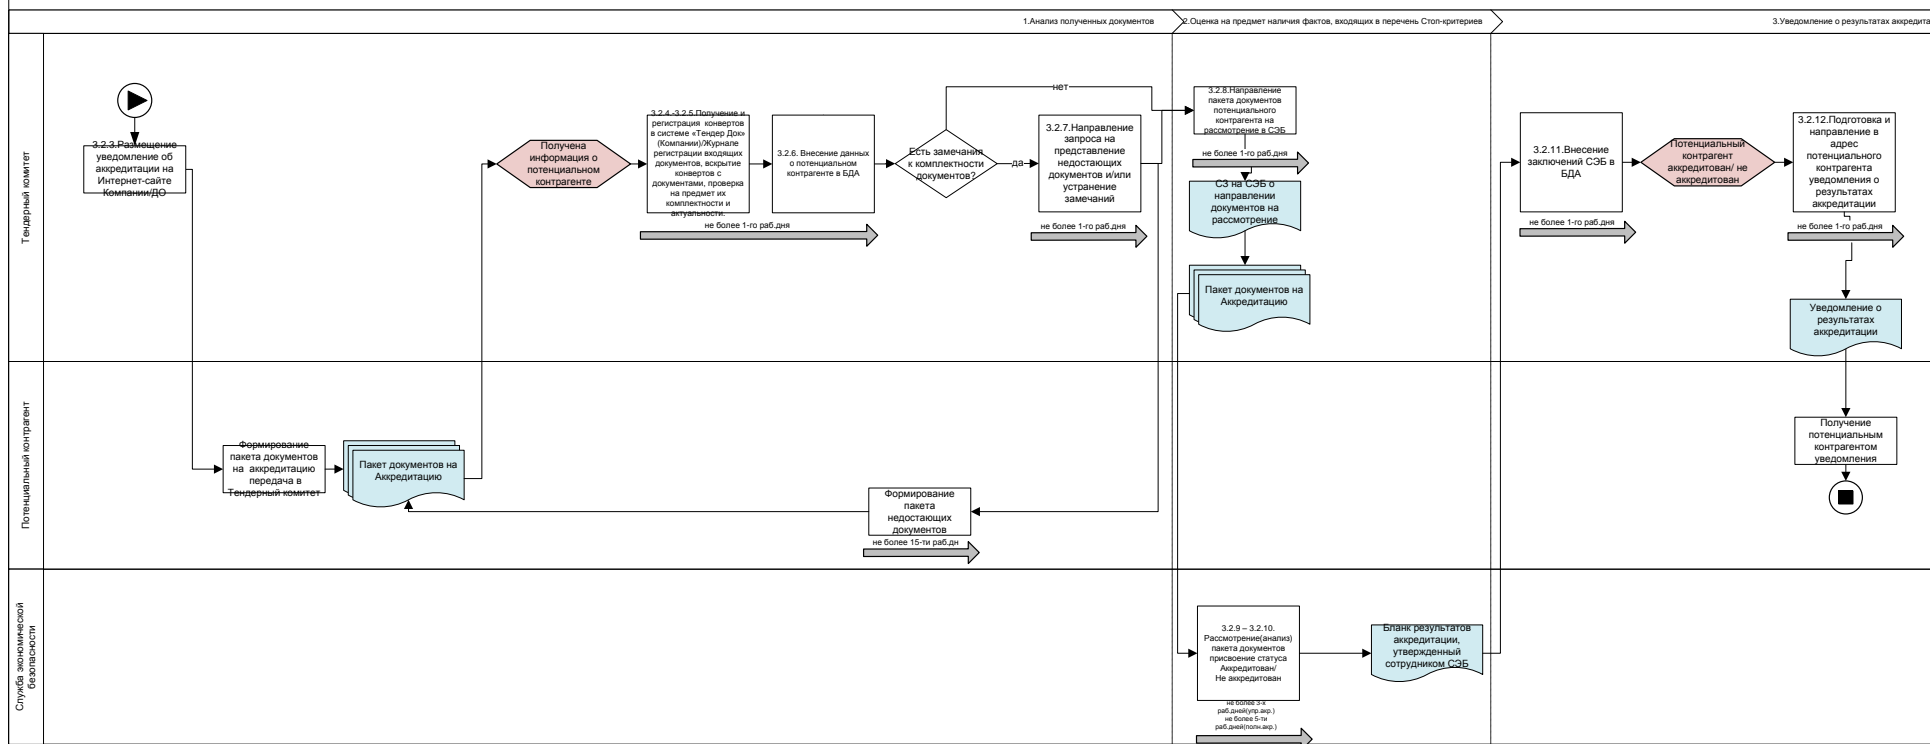 1.Анализ полученных документов
2.Оценка на предмет наличия фактов, входящих в перечень Стоп-критериев
3.Уведомление о результатах аккредита
Тендерный комитет
3.2.3.Размещение
уведомление об
аккредитации на
Интернет-сайте
Компании/ДО
Получена
информация о
потенциальном
контрагенте
3.2.4.-3.2.5.Получение и
регистрация конвертов
в системе «Тендер Док»
(Компании)/Журнале
регистрации входящих
документов, вскрытие
конвертов с
документами, проверка
на предмет их
комплектности и
актуальности.
не более 1-го раб.дня
3.2.6. Внесение данных
о потенциальном
контрагенте в БДА
Есть замечания
к комплектности
документов?
нет
да
3.2.7.Направление
запроса на
представление
недостающих
документов и/или
устранение
замечаний
не более 1-го раб.дня
3.2.8.Направление
пакета документов
потенциального
контрагента на
рассмотрение в СЭБ
не более 1-го раб.дня
СЗ на СЭБ о
направлении
документов на
рассмотрение
Пакет документов на
Аккредитацию
3.2.11.Внесение
заключений СЭБ в
БДА
не более 1-го раб.дня
Потенциальный
контрагент
аккредитован/ не
аккредитован
3.2.12.Подготовка и
направление в
адрес
потенциального
контрагента
уведомления о
результатах
аккредитации
не более 1-го раб.дня
Уведомление о
результатах
аккредитации
Потенциальный контрагент
Формирование
пакета документов
на аккредитацию
передача в
Тендерный комитет
Пакет документов на
Аккредитацию
Формирование
пакета
недостающих
документов
не более 15-ти раб.дн
Получение
потенциальным
контрагентом
уведомления
Служба экономической
безопасности
3.2.9 – 3.2.10.
Рассмотрение(анализ)
пакета документов
присвоение статуса
Аккредитован/
Не аккредитован
не более 3-х
раб.дней(упр.акр.)
не более 5-ти
раб.дней(полн.акр.)
Бланк результатов
аккредитации,
утвержденный
сотрудником СЭБ